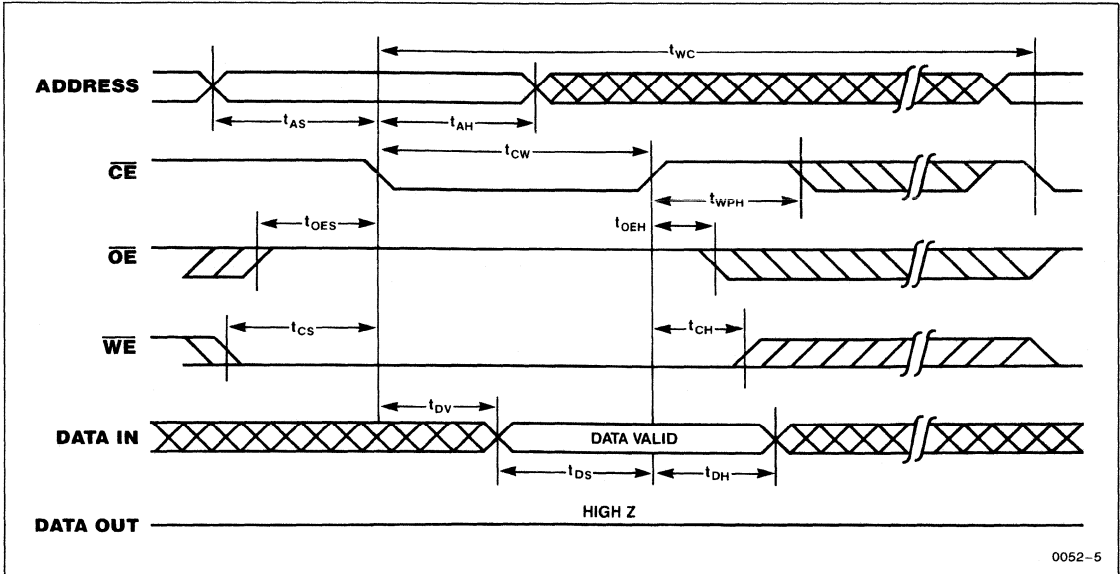 tWC
ADDRESS
tAS
tAH
tCW
CE
tWPH
tOES
tOEH
OE
tCS
tCH
WE
tDV
DATA IN
DATA VALID
tDS
tDH
HIGH Z
DATA OUT
0052-5